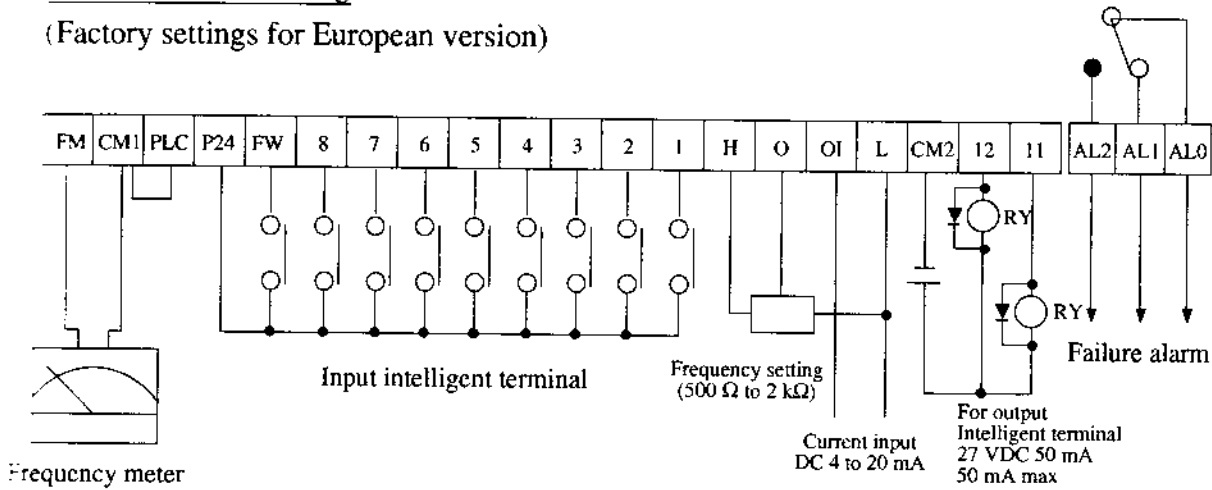 (Factory settings for European version)
FM CM1 PLC P24 FW 8 7 6 5 4 3 2 1 H O OI L CM2 12 11 AL2 AL1 AL0
RY
RY
Input intelligent terminal
Frequency setting
(500 Ω to 2 kΩ)
Failure alarm
Current input
DC 4 to 20 mA
For output
Intelligent terminal
27 VDC 50 mA
50 mA max
Frequency meter